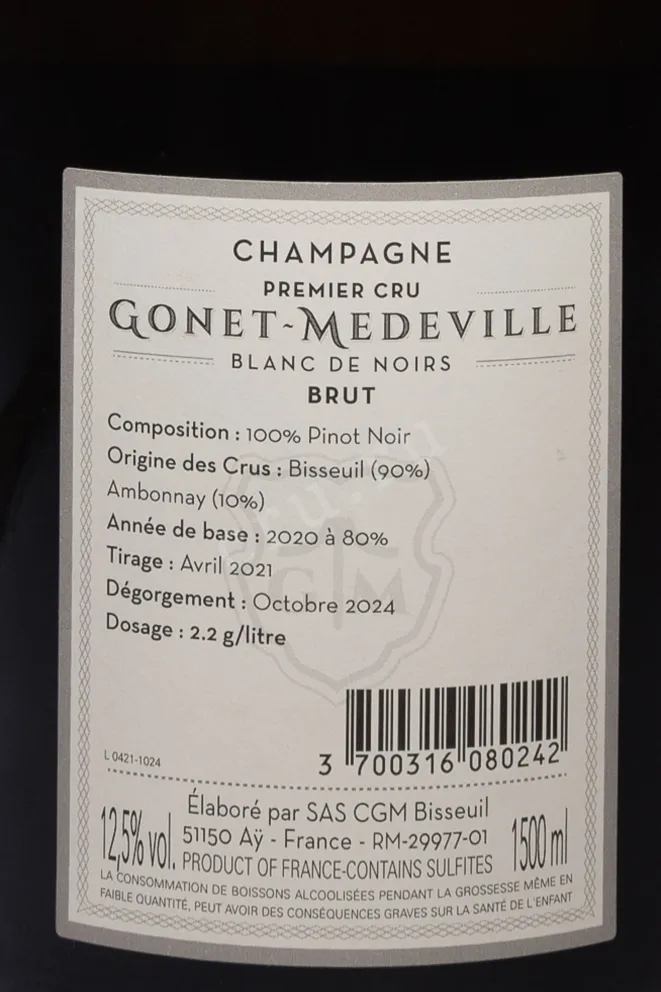 CHAMPAGNE
PREMIER CRU
GONET-MEDEVILLE
BLANC DE NOIRS
BRUT
Composition : 100% Pinot Noir
Origine des Crus : Bisseuil (90%)
Ambonnay (10%)
Année de base : 2020 à 80%
Tirage : Avril 2021
Dégorgement : Octobre 2024
Dosage : 2.2 g/litre
G M
L 0421-1024
3 700316 080242
Élaboré par SAS CGM Bisseuil
51150 Aÿ - France - RM-29977-01
12,5% vol.
1500 ml
PRODUCT OF FRANCE-CONTAINS SULFITES
LA CONSOMMATION DE BOISSONS ALCOOLISÉES PENDANT LA GROSSESSE MÊME EN
FAIBLE QUANTITÉ, PEUT AVOIR DES CONSÉQUENCES GRAVES SUR LA SANTÉ DE L'ENFANT